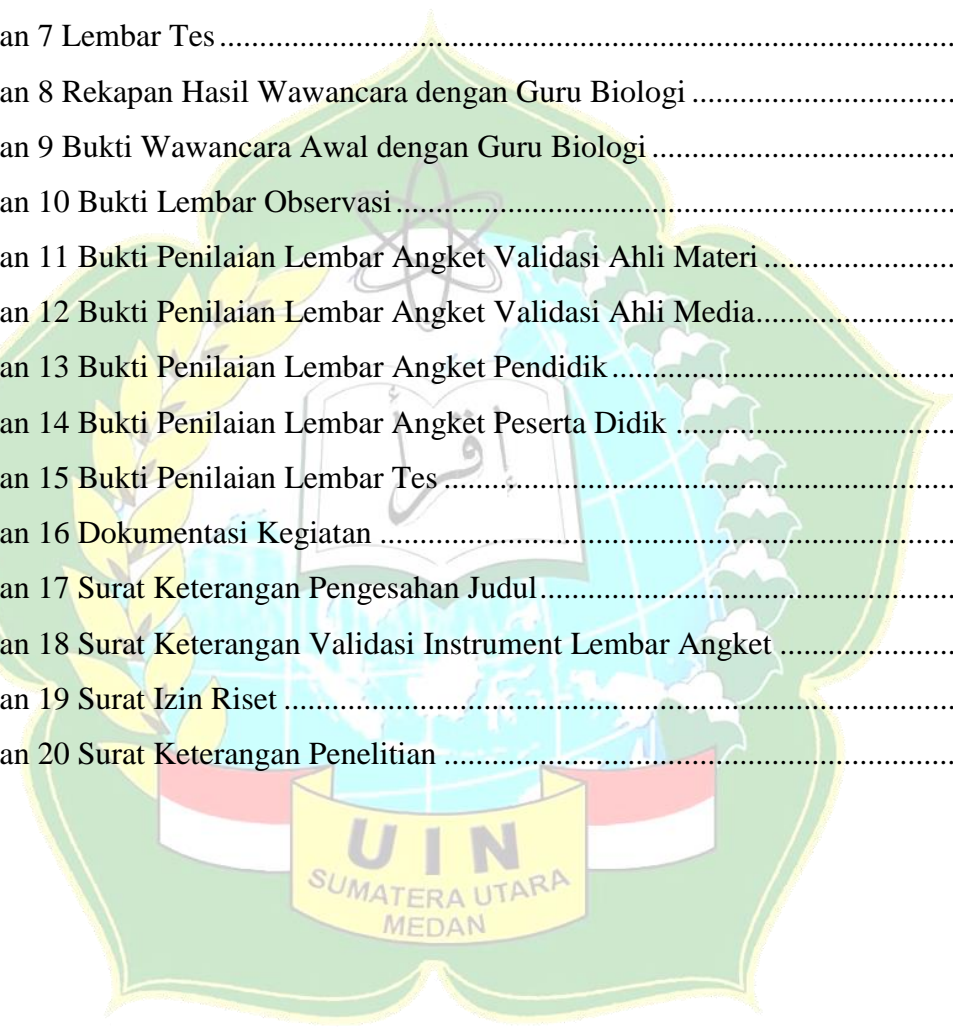 an 7 Lembar Tes................................................................................
an 8 Rekapan Hasil Wawancara dengan Guru Biologi............................
an 9 Bukti Wawancara Awal dengan Guru Biologi................................
an 10 Bukti Lembar Observasi...........................................................
an 11 Bukti Penilaian Lembar Angket Validasi Ahli Materi....................
an 12 Bukti Penilaian Lembar Angket Validasi Ahli Media.....................
an 13 Bukti Penilaian Lembar Angket Pendidik....................................
an 14 Bukti Penilaian Lembar Angket Peserta Didik.............................
an 15 Bukti Penilaian Lembar Tes......................................................
an 16 Dokumentasi Kegiatan.............................................................
an 17 Surat Keterangan Pengesahan Judul...........................................
an 18 Surat Keterangan Validasi Instrument Lembar Angket..................
an 19 Surat Izin Riset.......................................................................
an 20 Surat Keterangan Penelitian......................................................
إقرأ
UIN
SUMATERA UTARA
MEDAN